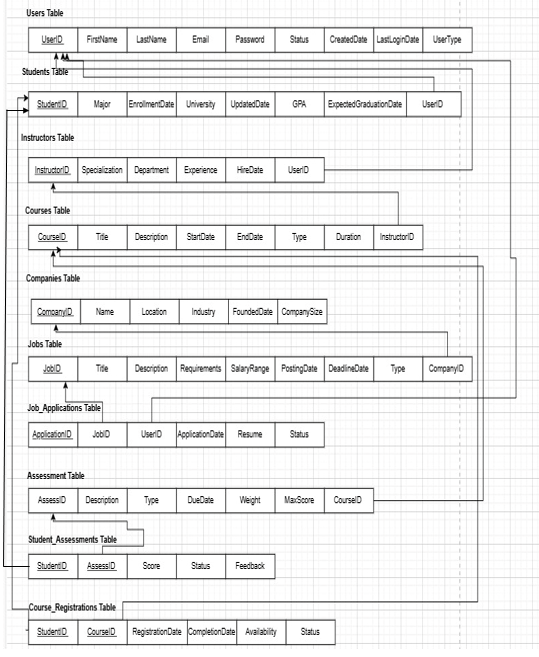 Users Table
UserID FirstName LastName Email Password Status CreatedDate LastLoginDate UserType
Students Table
StudentID Major EnrollmentDate University UpdatedDate GPA ExpectedGraduationDate UserID
Instructors Table
InstructorID Specialization Department Experience HireDate UserID
Courses Table
CourseID Title Description StartDate EndDate Type Duration InstructorID
Companies Table
CompanyID Name Location Industry FoundedDate CompanySize
Jobs Table
JobID Title Description Requirements SalaryRange PostingDate DeadlineDate Type CompanyID
Job_Applications Table
ApplicationID JobID UserID ApplicationDate Resume Status
Assessment Table
AssessID Description Type DueDate Weight MaxScore CourseID
Student_Assessments Table
StudentID AssessID Score Status Feedback
Course_Registrations Table
StudentID CourseID RegistrationDate CompletionDate Availability Status